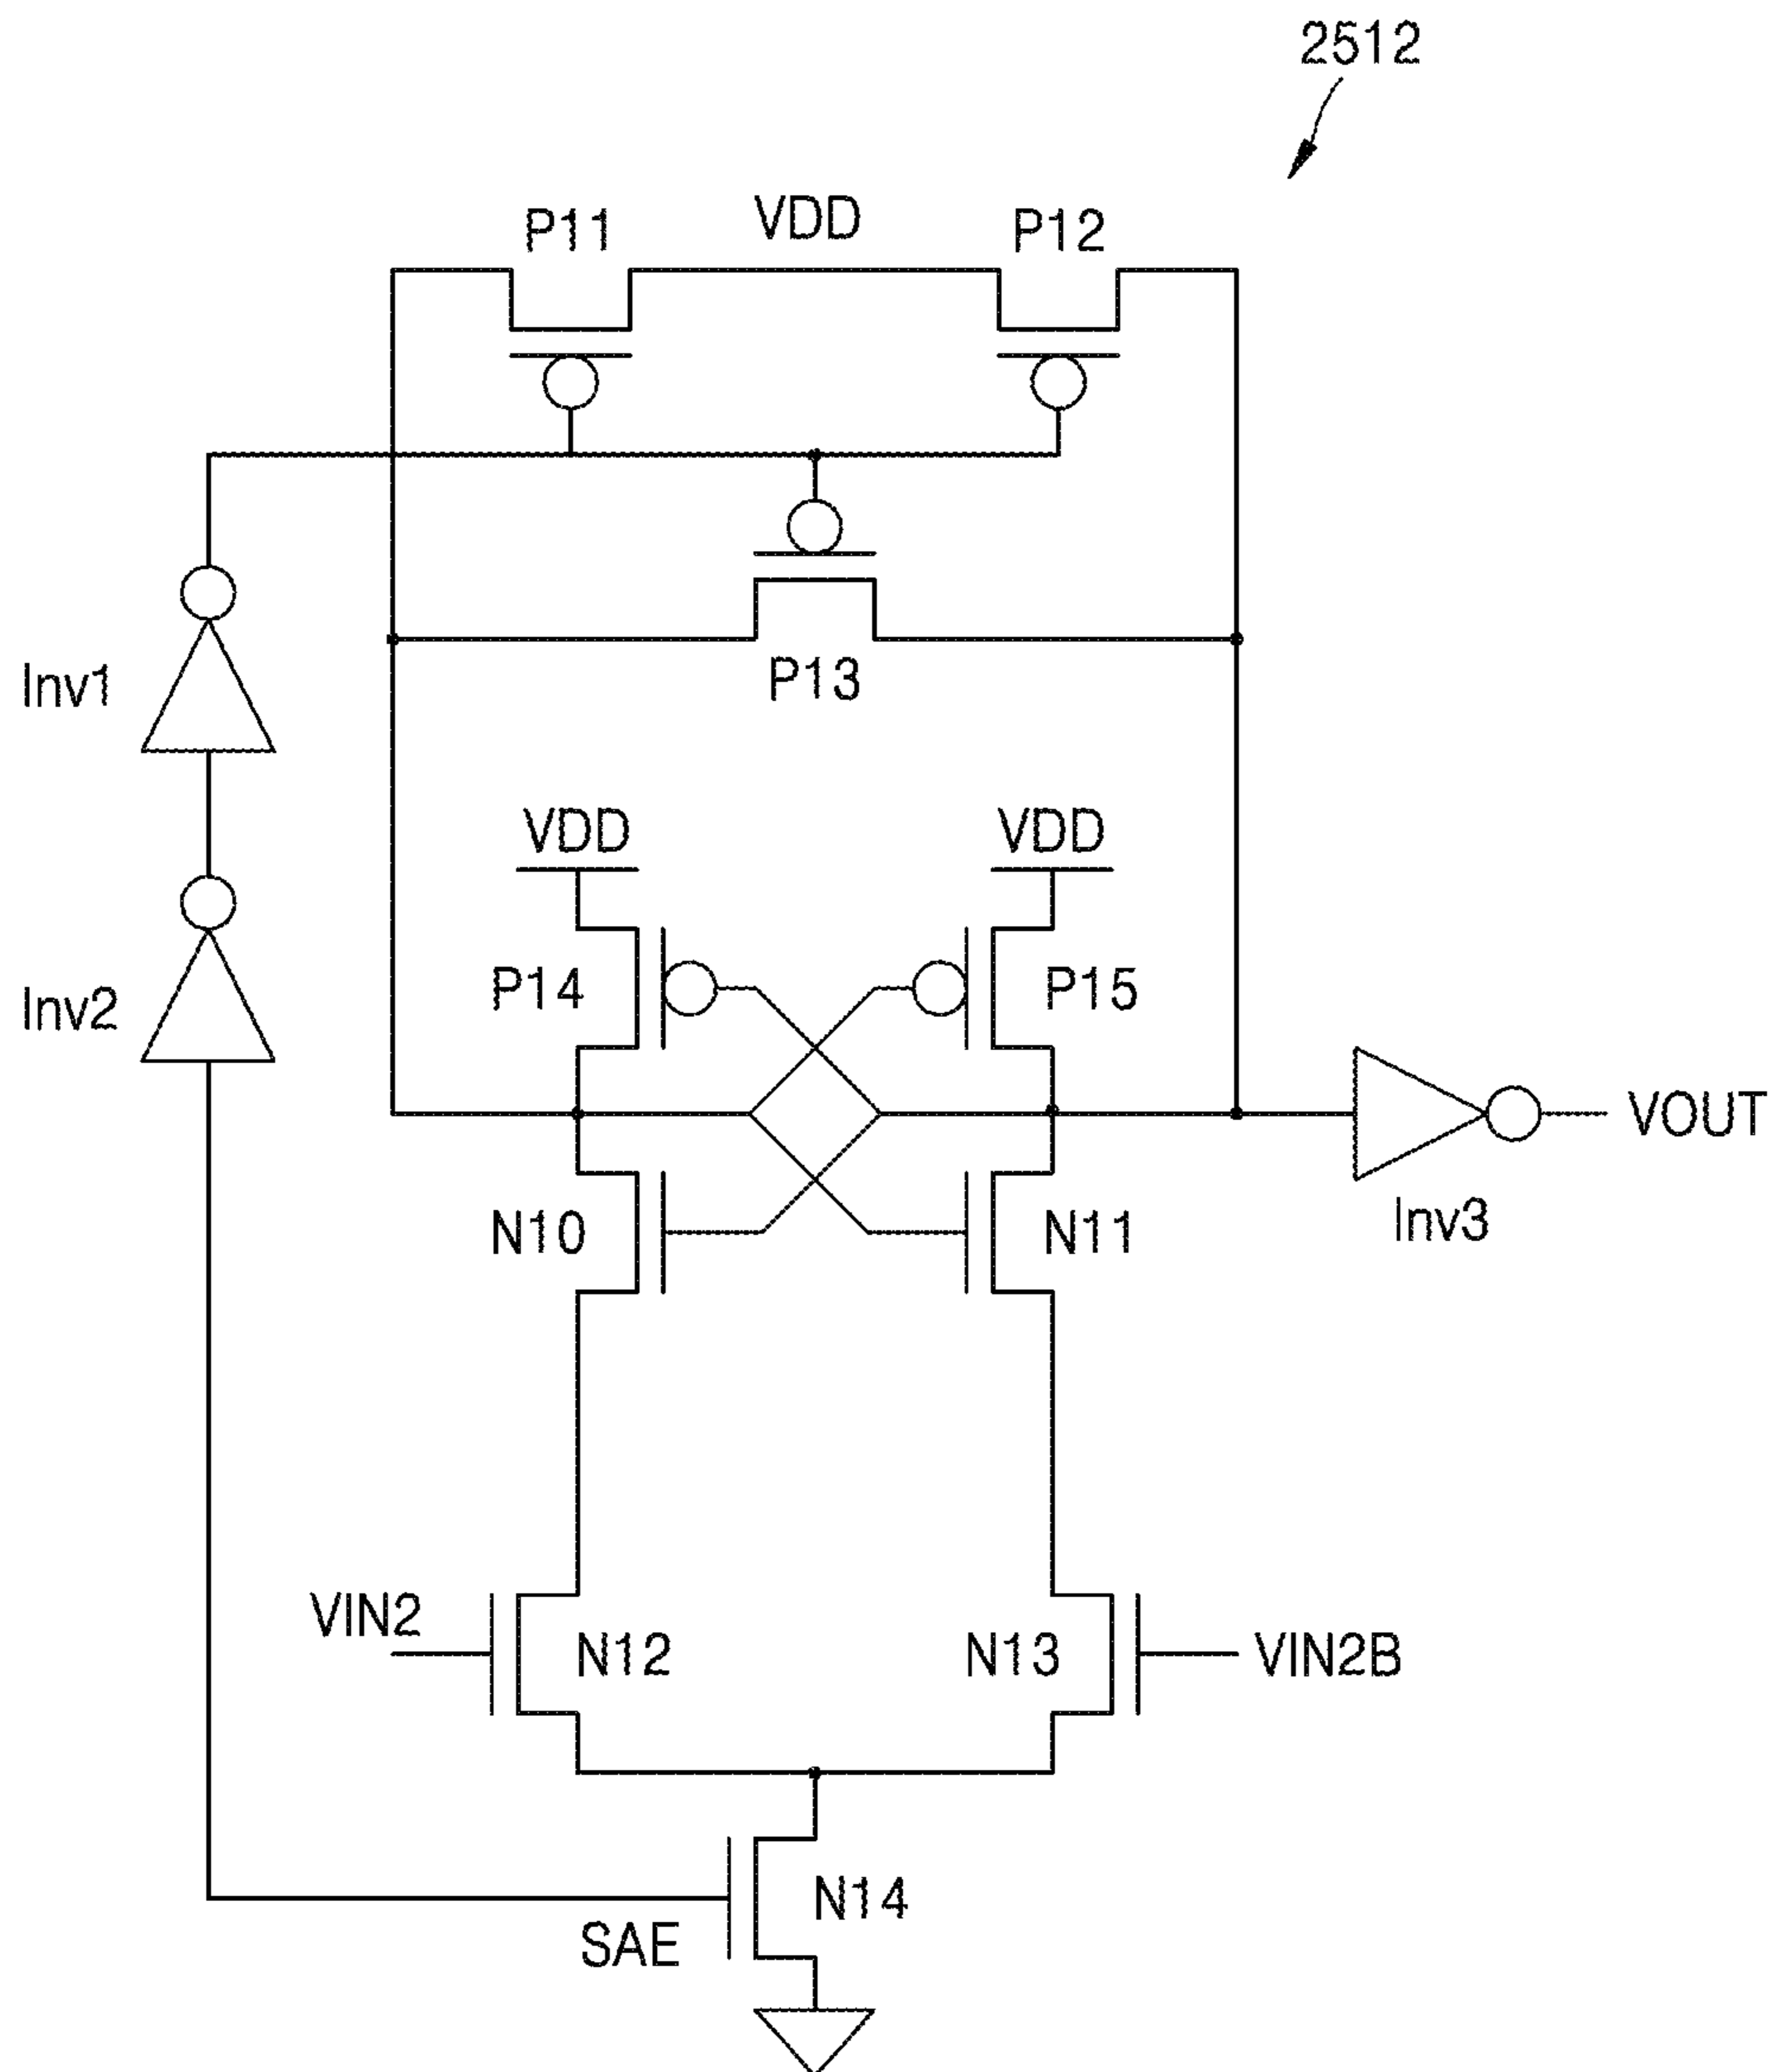 2512
P11
VDD
P12
P13
Inv1
VDD
VDD
P14
P15
Inv2
VOUT
N10
N11
Inv3
VIN2
N12
N13
VIN2B
N14
SAE